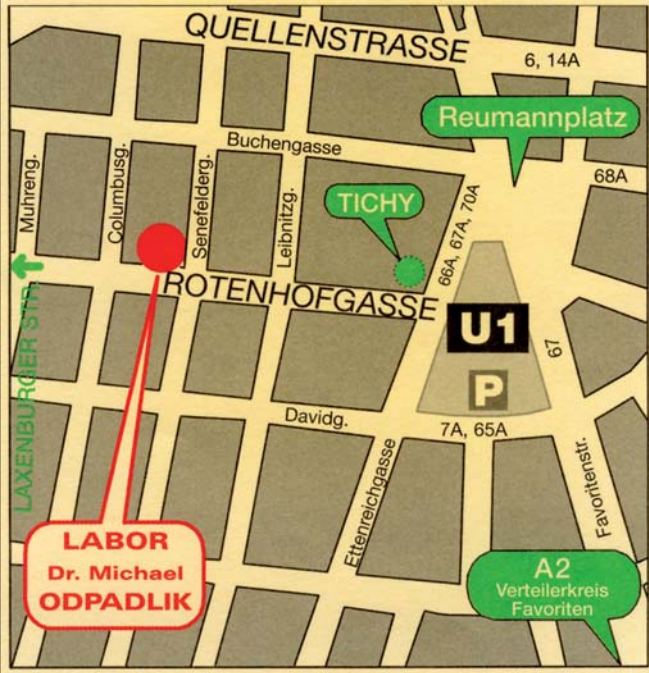 QUELLENSTRASSE
6, 14A
Reumannplatz
Buchengasse
68A
Muhreng.
Columbusg.
Senefelderg.
Leibnitzg.
TICHY
66A, 67A, 70A
ROTENHOFGASSE
LAXENBURGER STR.
U1
67
P
Davidg.
7A, 65A
Ettenreichgasse
Favoritenstr.
LABOR
Dr. Michael
ODPADLIK
A2
Verteilerkreis
Favoriten